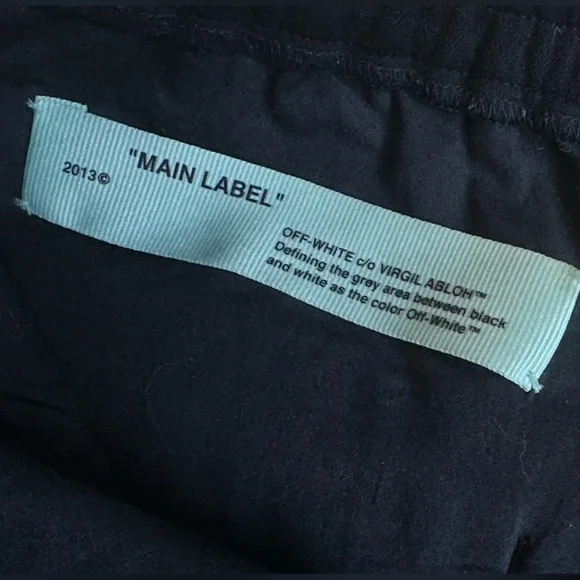 "MAIN LABEL"
2013©
OFF-WHITE c/o VIRGIL ABLOH™
Defining the grey area between black
and white as the color Off-White™